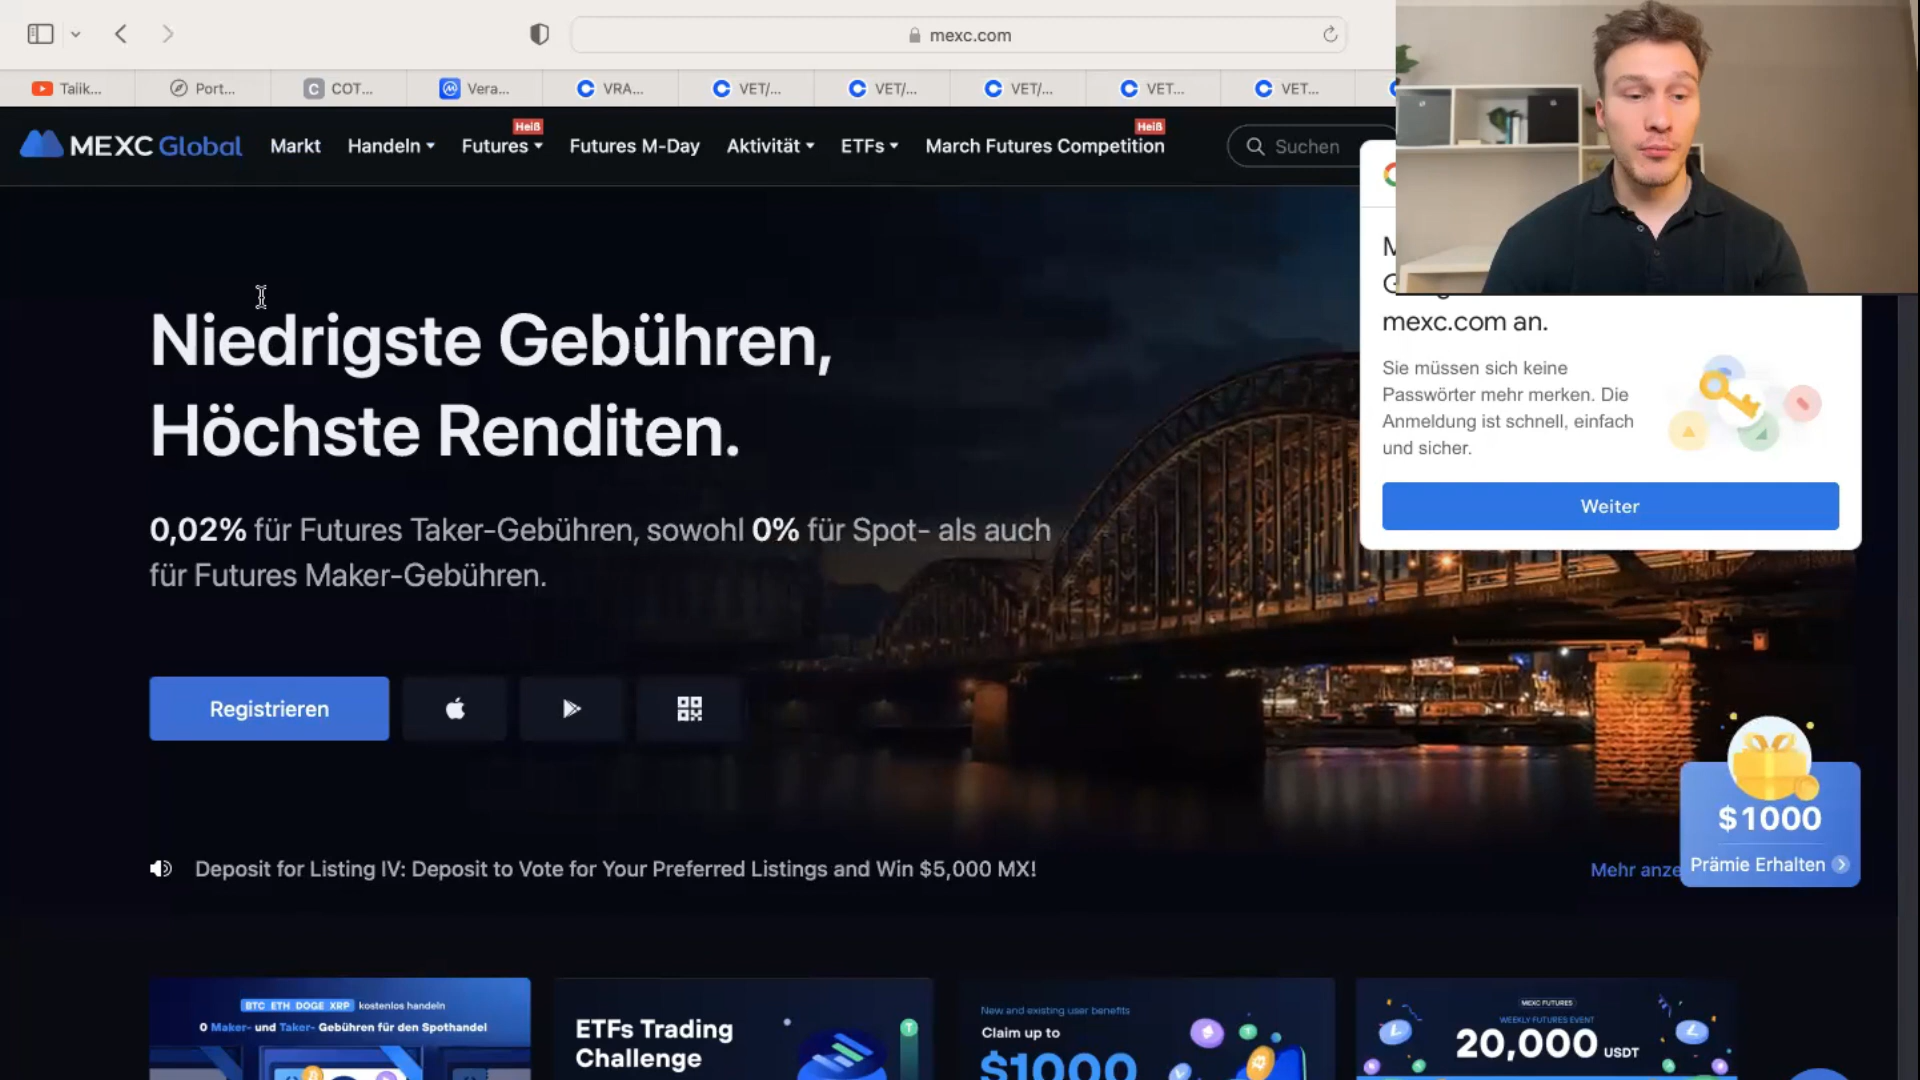 mexc.com
Taiik...
Port...
COT...
Vera...
VRA...
VET/...
VET/...
VET/...
VET...
VET...
MEXC Global
Markt
Handeln
Futures
Heiß
Futures M-Day
Aktivität
ETFs
March Futures Competition
Heiß
Suchen
mexc.com an.
Sie müssen sich keine
Passwörter mehr merken. Die
Anmeldung ist schnell, einfach
und sicher.
Weiter
Niedrigste Gebühren,
Höchste Renditen.
0,02% für Futures Taker-Gebühren, sowohl 0% für Spot- als auch
für Futures Maker-Gebühren.
Registrieren
$1000
Prämie Erhalten
Deposit for Listing IV: Deposit to Vote for Your Preferred Listings and Win $5,000 MX!
Mehr anze
BTC ETH DOGE XRP kostenlos handeln
0 Maker- und Taker- Gebühren für den Spothandel
ETFs Trading
Challenge
New and existing user benefits
Claim up to
$1000
MEXC FUTURES
WEEKLY FUTURES EVENT
20,000 USDT